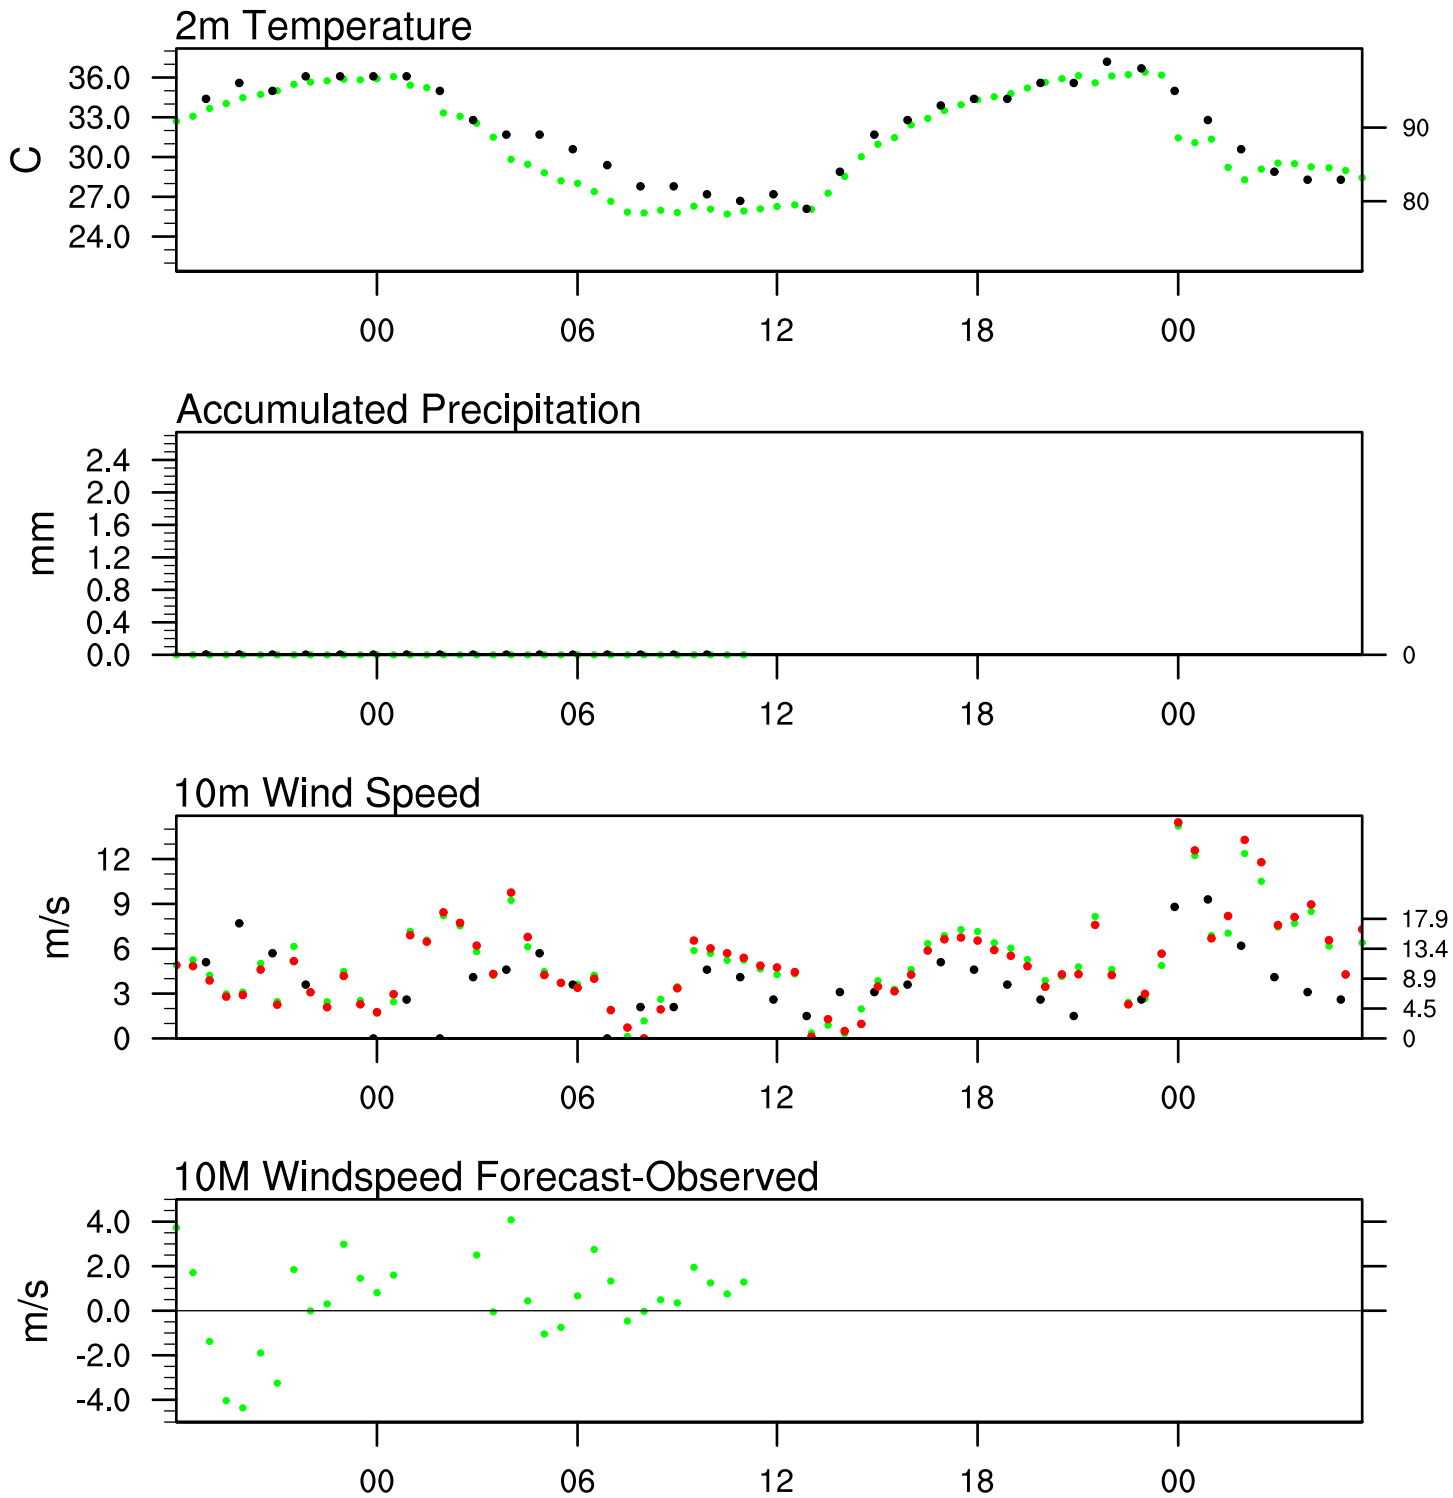 2m Temperature
C
36.0
33.0
30.0
27.0
24.0
90
80
00 06 12 18 00
Accumulated Precipitation
mm
2.4
2.0
1.6
1.2
0.8
0.4
0.0
0
00 06 12 18 00
10m Wind Speed
m/s
12
9
6
3
0
17.9
13.4
8.9
4.5
0
00 06 12 18 00
10M Windspeed Forecast-Observed
m/s
4.0
2.0
0.0
-2.0
-4.0
00 06 12 18 00